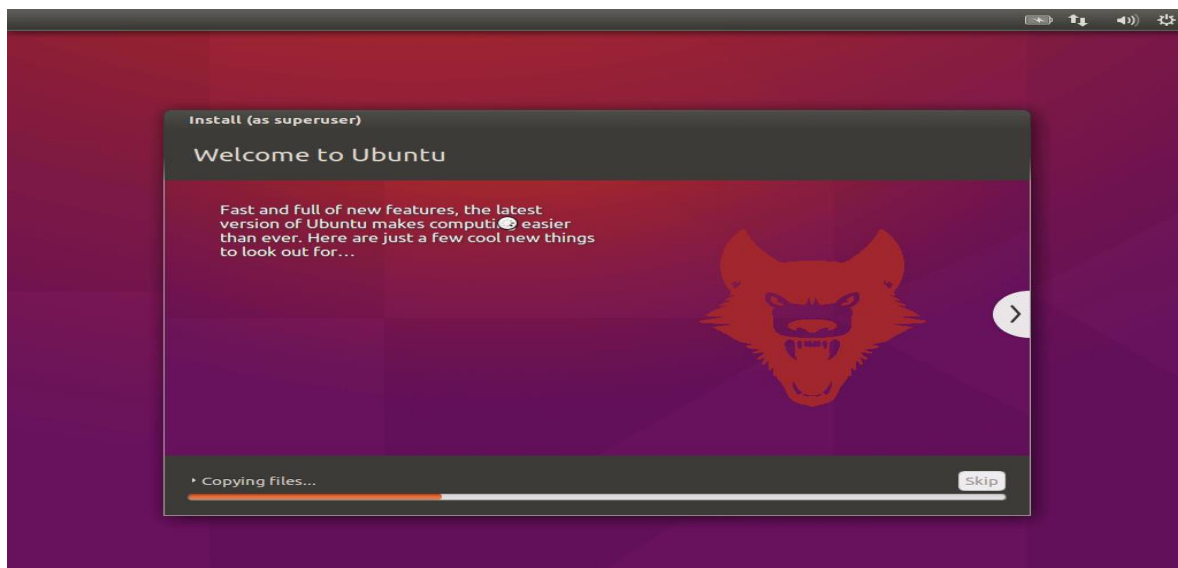 Install (as superuser)
Welcome to Ubuntu
Fast and full of new features, the latest
version of Ubuntu makes computing easier
than ever. Here are just a few cool new things
to look out for...
Copying files...
Skip